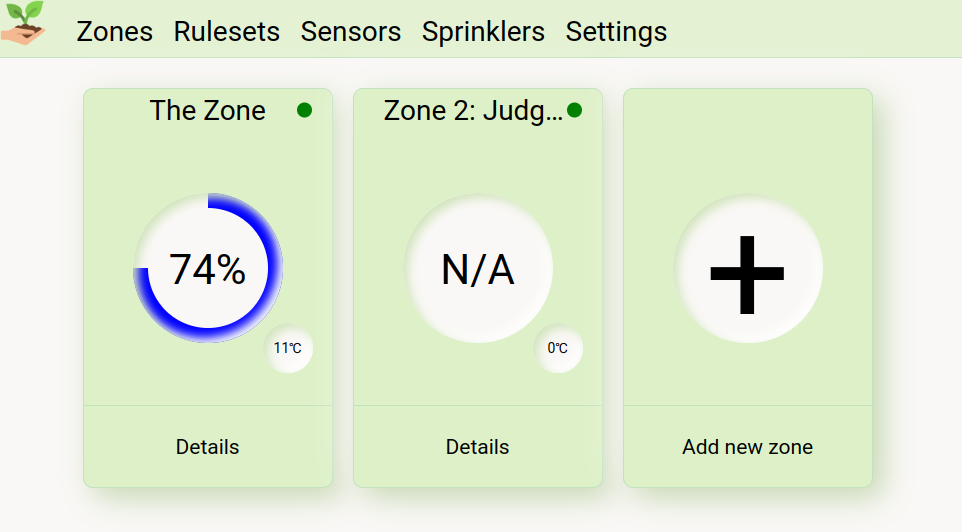 Zones Rulesets Sensors Sprinklers Settings
The Zone
74%
11℃
Details
Zone 2: Judg...
N/A
0℃
Details
Add new zone